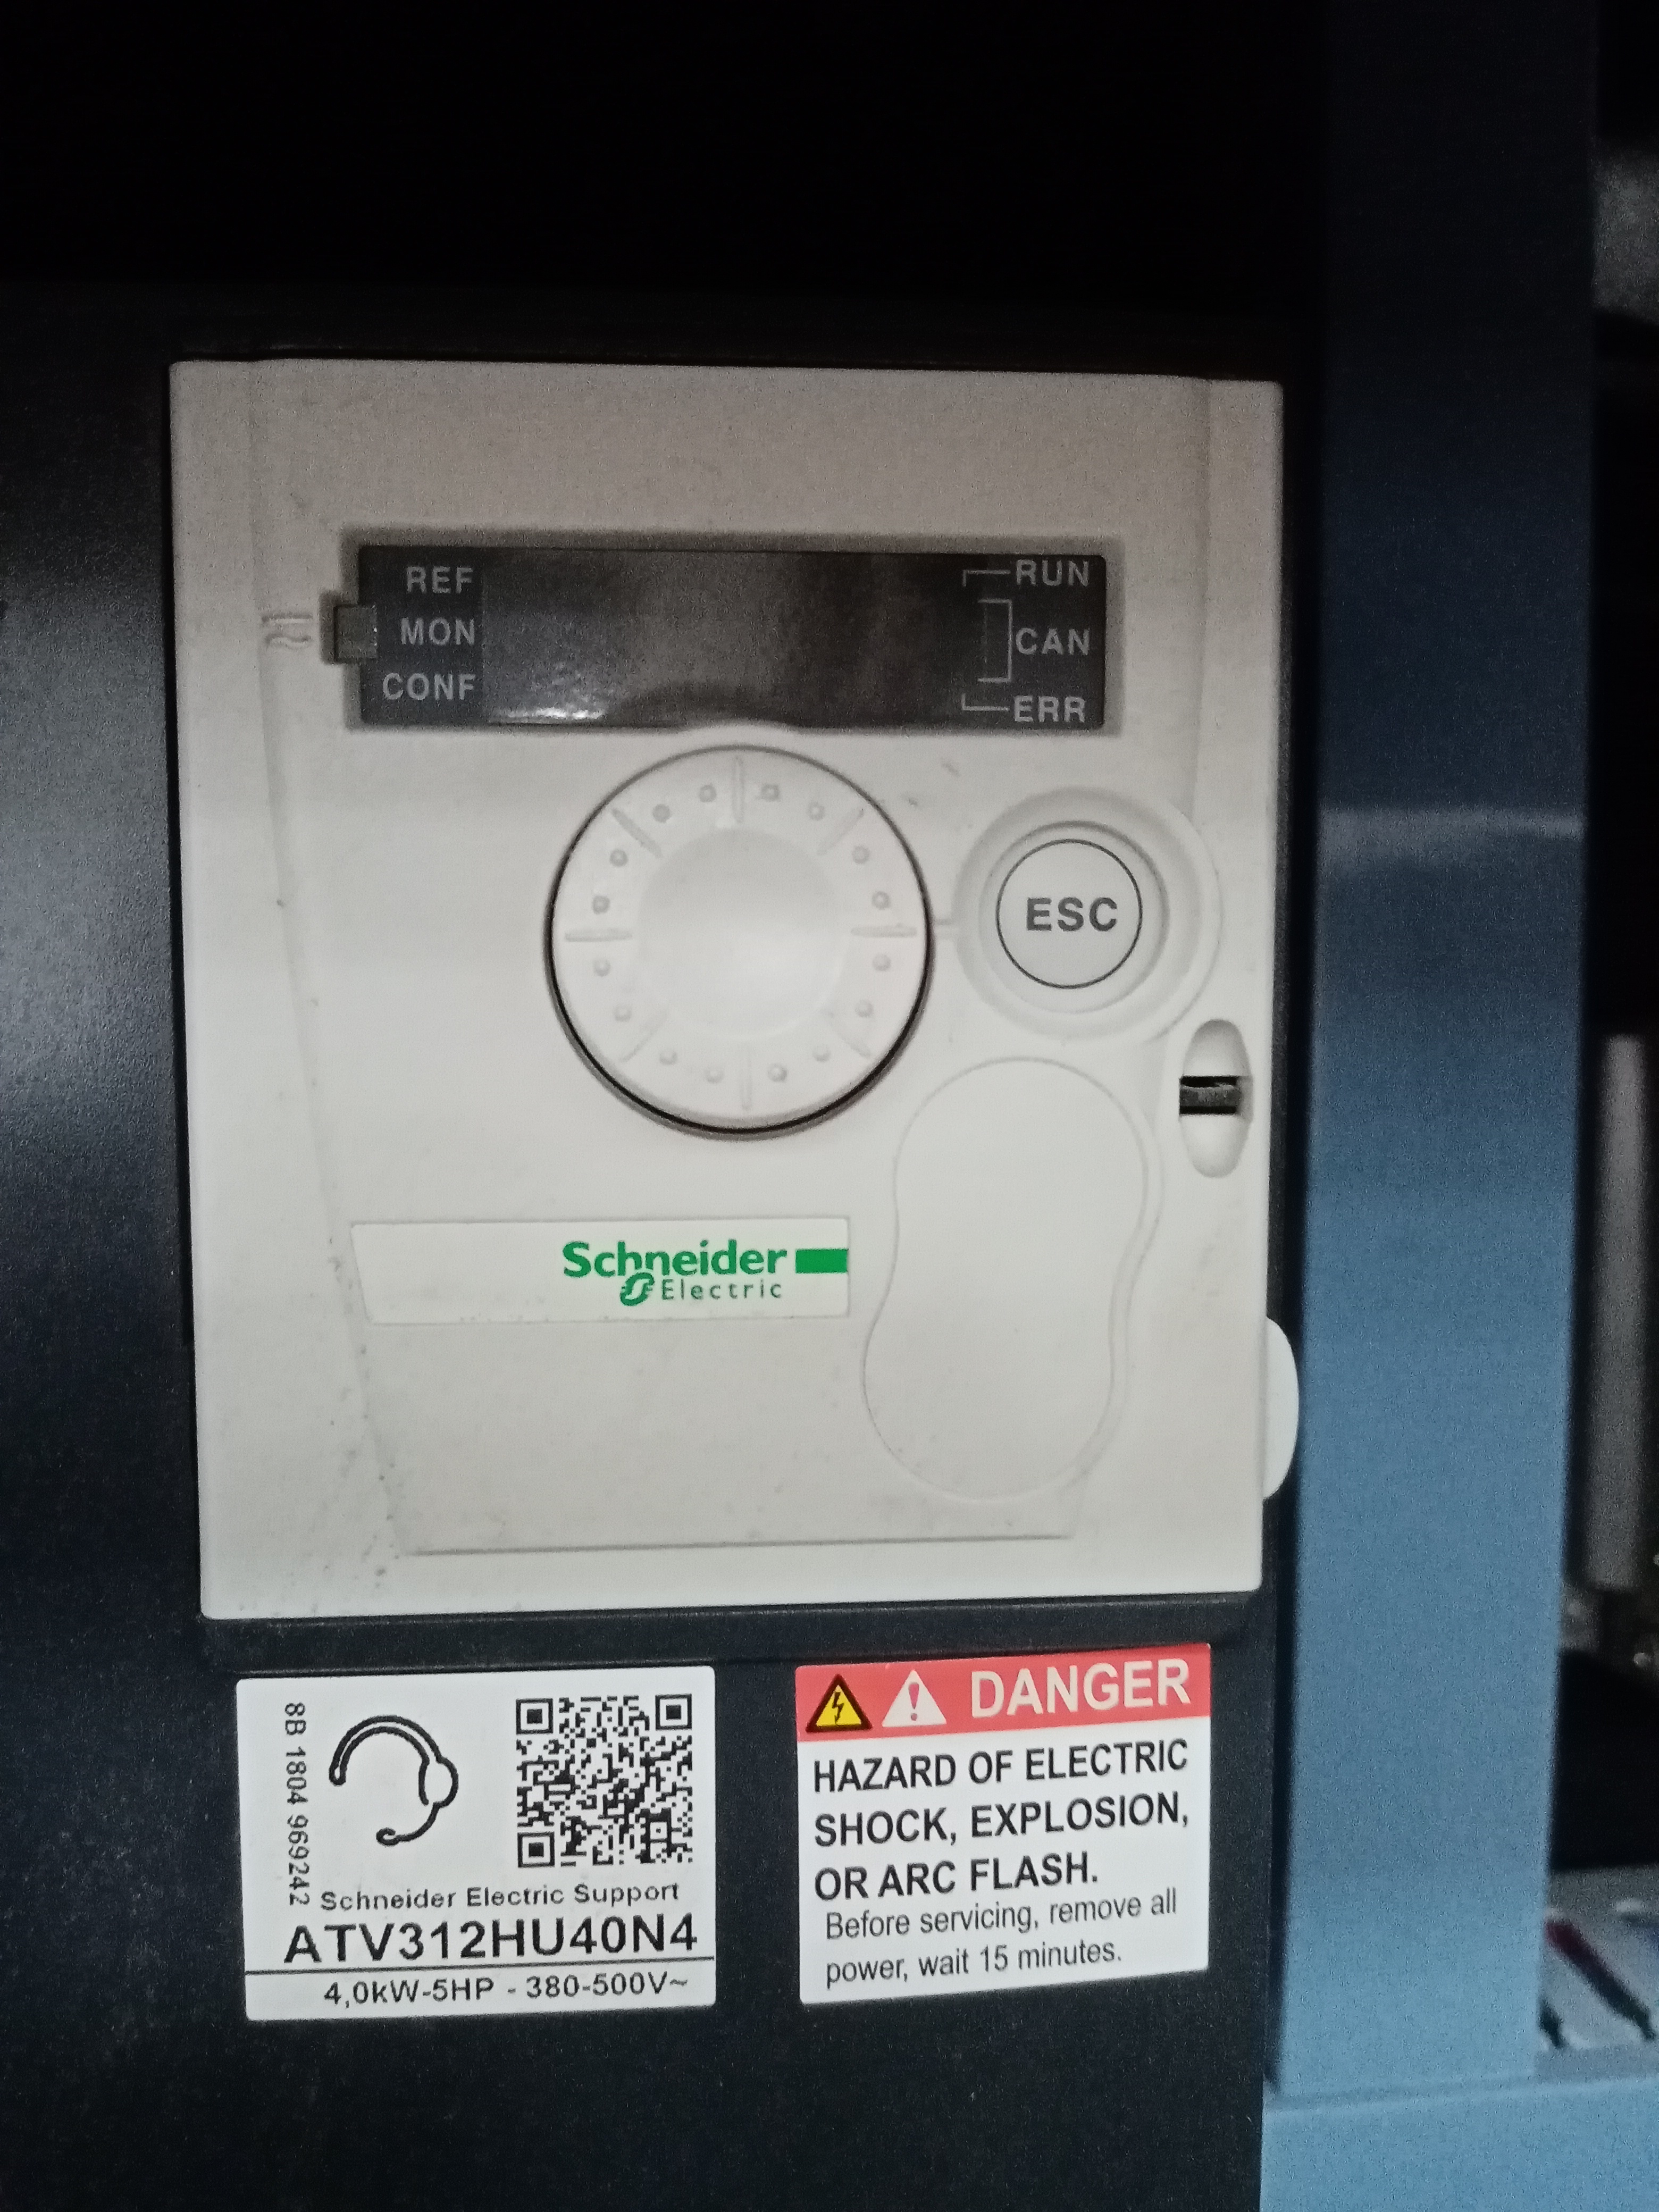 REF
MON
CONF
RUN
CAN
ERR
ESC
Schneider
Electric
8B 1804 969242
Schneider Electric Support
ATV312HU40N4
4,0kW-5HP - 380-500V~
DANGER
HAZARD OF ELECTRIC
SHOCK, EXPLOSION,
OR ARC FLASH.
Before servicing, remove all
power, wait 15 minutes.